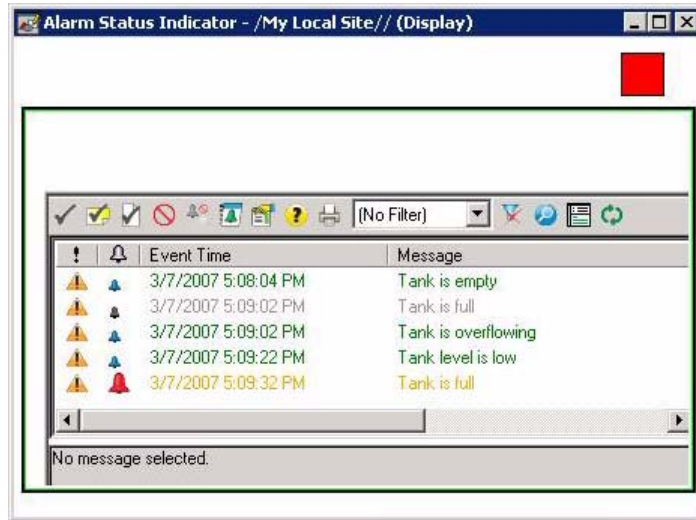 Alarm Status Indicator - /My Local Site// (Display)
(No Filter)
! Event Time Message
3/7/2007 5:08:04 PM Tank is empty
3/7/2007 5:09:02 PM Tank is full
3/7/2007 5:09:02 PM Tank is overflowing
3/7/2007 5:09:22 PM Tank level is low
3/7/2007 5:09:32 PM Tank is full
No message selected.